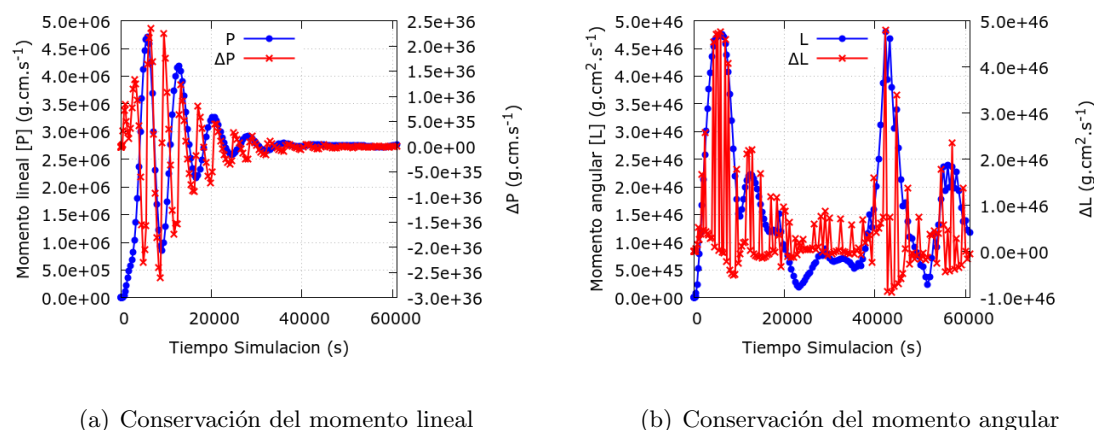 Momento lineal [P] (g.cm.s-1)
5.0e+06
4.5e+06
4.0e+06
3.5e+06
3.0e+06
2.5e+06
2.0e+06
1.5e+06
1.0e+06
5.0e+05
0.0e+00
P
ΔP
2.5e+36
2.0e+36
1.5e+36
1.0e+36
5.0e+35
0.0e+00
-5.0e+35
-1.0e+36
-1.5e+36
-2.0e+36
-2.5e+36
-3.0e+36
ΔP (g.cm.s-1)
0 20000 40000 60000
Tiempo Simulacion (s)
Momento angular [L] (g.cm2.s-1)
5.0e+46
4.5e+46
4.0e+46
3.5e+46
3.0e+46
2.5e+46
2.0e+46
1.5e+46
1.0e+46
5.0e+45
0.0e+00
L
ΔL
5.0e+46
4.0e+46
3.0e+46
2.0e+46
1.0e+46
0.0e+00
-1.0e+46
ΔL (g.cm2.s-1)
0 20000 40000 60000
Tiempo Simulacion (s)
(a) Conservación del momento lineal
(b) Conservación del momento angular